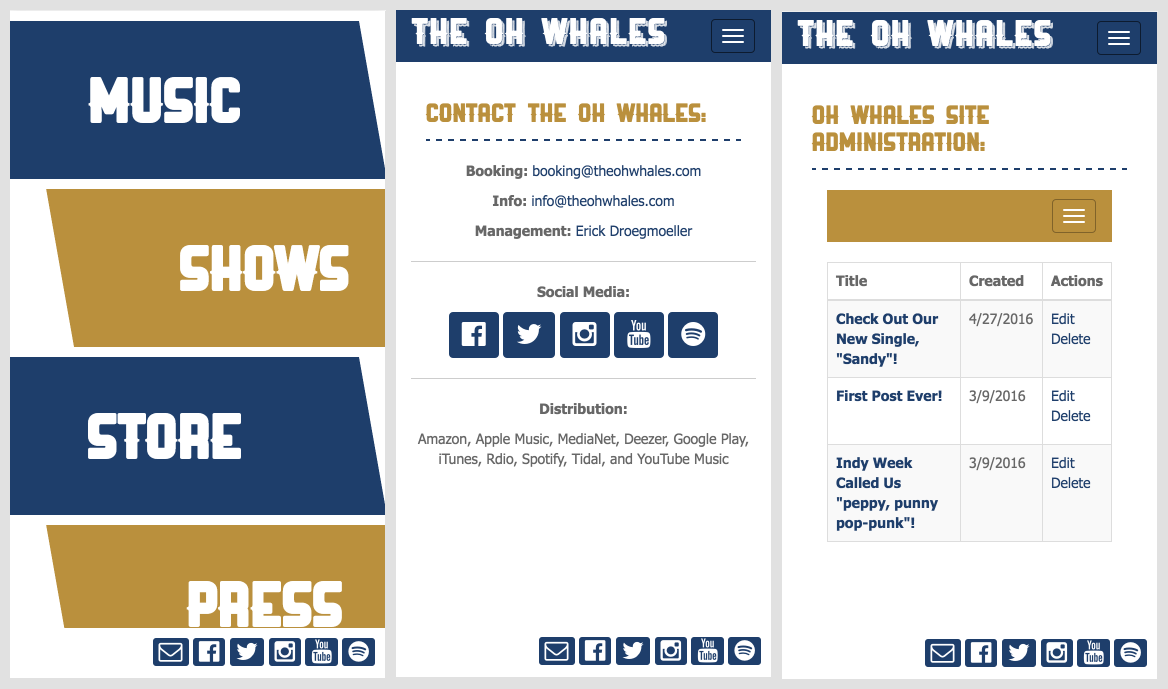 MUSIC
SHOWS
STORE
PRESS
You
Tube
THE OH WHALES
CONTACT THE OH WHALES:
Booking: booking@theohwhales.com
Info: info@theohwhales.com
Management: Erick Droegmoeller
Social Media:
You
Tube
Distribution:
Amazon, Apple Music, MediaNet, Deezer, Google Play,
iTunes, Rdio, Spotify, Tidal, and YouTube Music
You
Tube
THE OH WHALES
OH WHALES SITE
ADMINISTRATION:
Title Created Actions
Check Out Our 4/27/2016 Edit
New Single, Delete
"Sandy"!
First Post Ever! 3/9/2016 Edit
Delete
Indy Week 3/9/2016 Edit
Called Us Delete
"peppy, punny
pop-punk"!
You
Tube